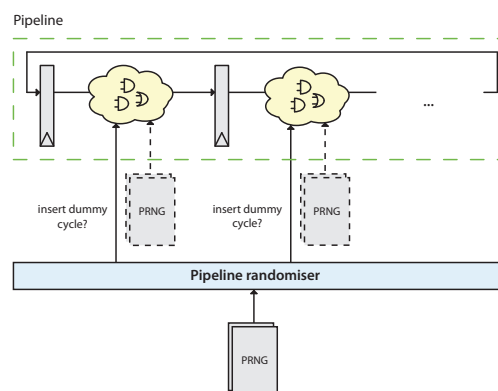 Pipeline
...
insert dummy
cycle?
PRNG
insert dummy
cycle?
PRNG
Pipeline randomiser
PRNG